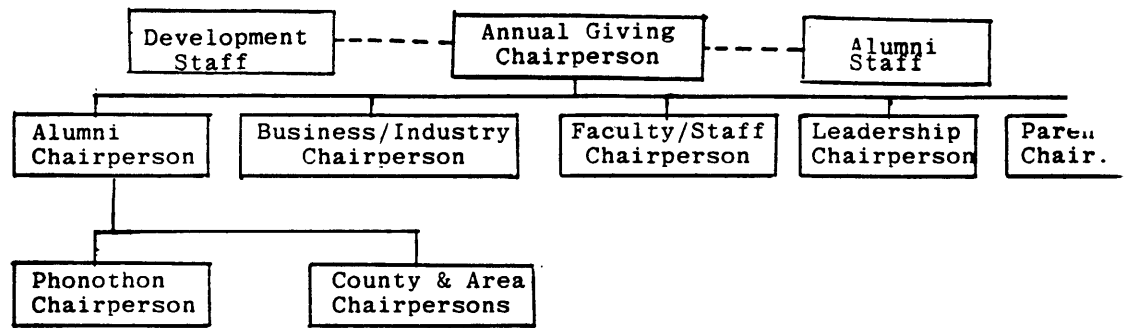 Development
Staff
Annual Giving
Chairperson
Alumni
Staff
Alumni
Chairperson
Business/Industry
Chairperson
Faculty/Staff
Chairperson
Leadership
Chairperson
Chair.
Phonothon
Chairperson
County & Area
Chairpersons